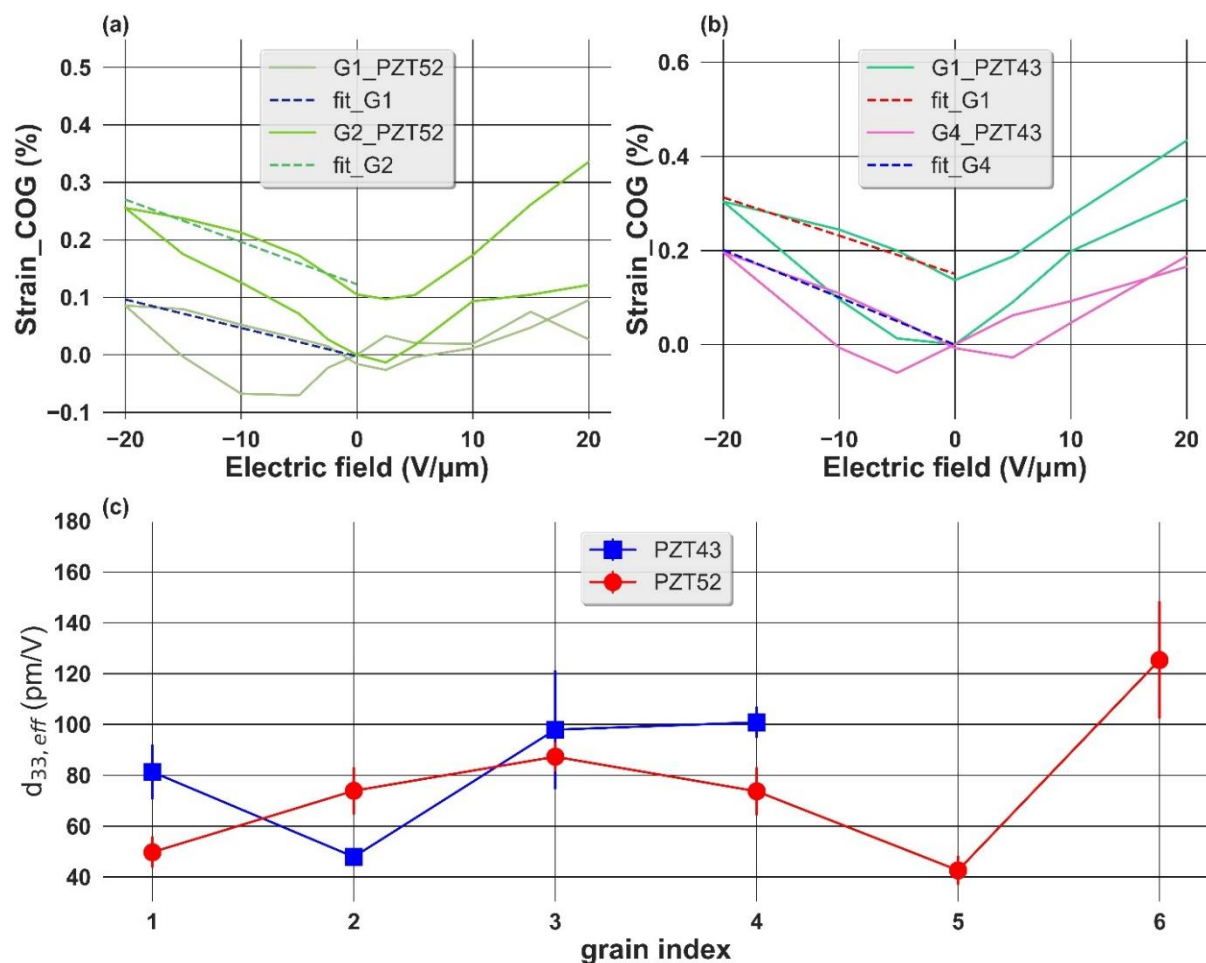 (a)
Strain_COG (%)
0.5
0.4
0.3
0.2
0.1
0.0
−0.1
G1_PZT52
fit_G1
G2_PZT52
fit_G2
−20
−10
0
10
20
Electric field (V/µm)
(b)
Strain_COG (%)
0.6
0.4
0.2
0.0
G1_PZT43
fit_G1
G4_PZT43
fit_G4
−20
−10
0
10
20
Electric field (V/µm)
(c)
d33,eff (pm/V)
180
160
140
120
100
80
60
40
PZT43
PZT52
1
2
3
4
5
6
grain index